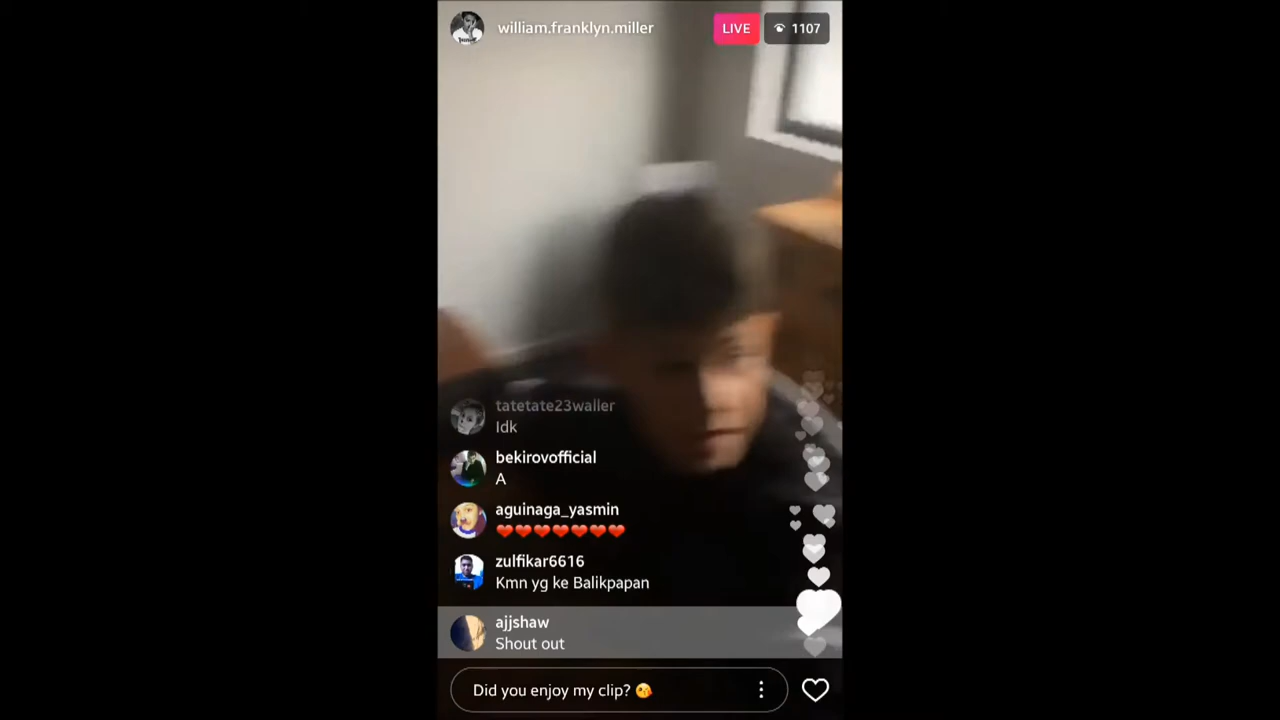 william.franklyn.miller
LIVE
1107
tatetate23waller
Idk
bekirovofficial
A
aguinaga_yasmin
❤❤❤❤❤❤❤
zulfikar6616
Kmn yg ke Balikpapan
ajjshaw
Shout out
Did you enjoy my clip? 😘